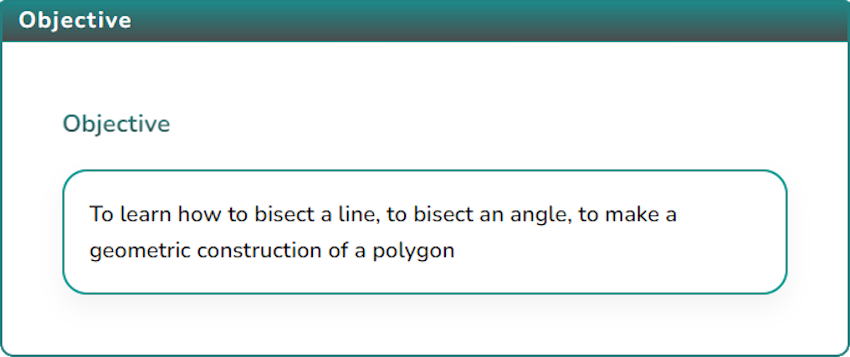 Objective
Objective
To learn how to bisect a line, to bisect an angle, to make a
geometric construction of a polygon